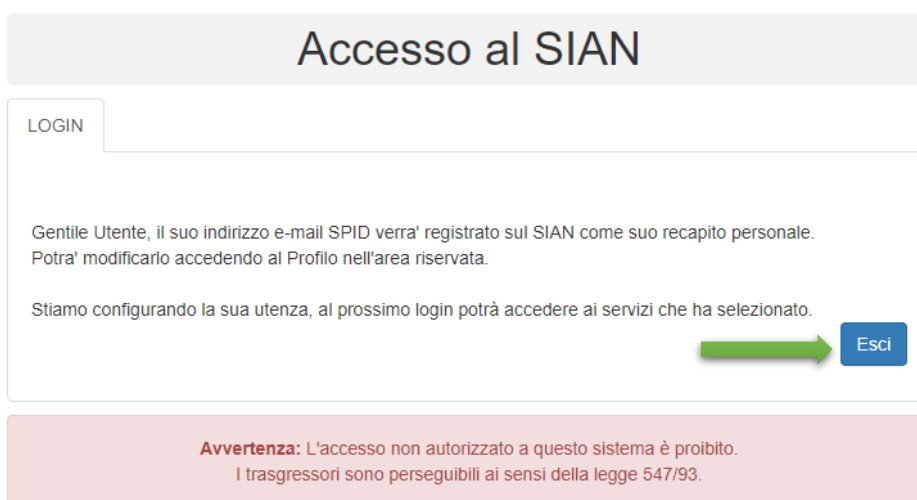 Accesso al SIAN
LOGIN
Gentile Utente, il suo indirizzo e-mail SPID verra' registrato sul SIAN come suo recapito personale.
Potra' modificarlo accedendo al Profilo nell'area riservata.
Stiamo configurando la sua utenza, al prossimo login potrà accedere ai servizi che ha selezionato.
Esci
Avvertenza: L'accesso non autorizzato a questo sistema è proibito.
I trasgressori sono perseguibili ai sensi della legge 547/93.